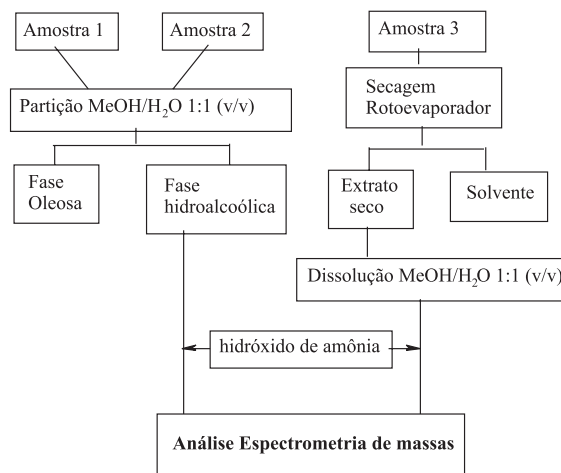 Amostra 1
Amostra 2
Amostra 3
Partição MeOH/H₂O 1:1 (v/v)
Secagem
Rotoevaporador
Fase
Oleosa
Fase
hidroalcoólica
Extrato
seco
Solvente
Dissolução MeOH/H₂O 1:1 (v/v)
hidróxido de amônia
Análise Espectrometria de massas